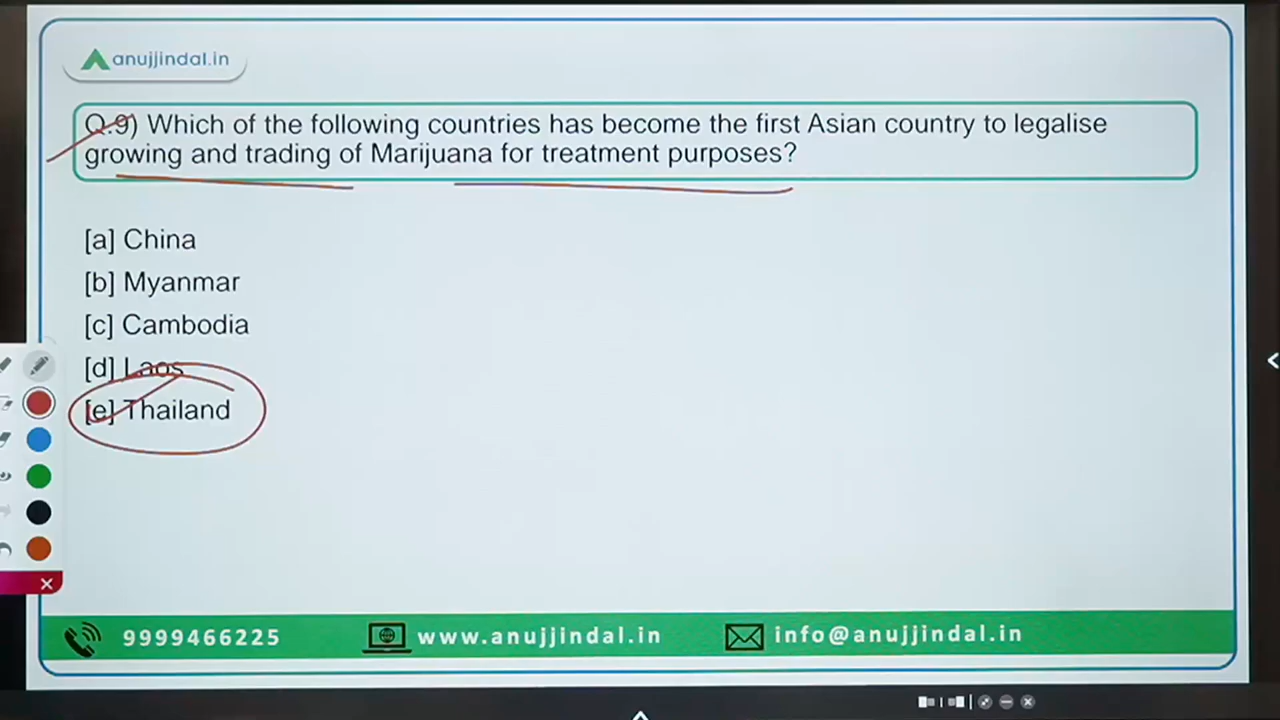 anujjindal.in
Q.9) Which of the following countries has become the first Asian country to legalise
growing and trading of Marijuana for treatment purposes?
[a] China
[b] Myanmar
[c] Cambodia
[d] Laos
[e] Thailand
9999466225
www.anujjindal.in
info@anujjindal.in